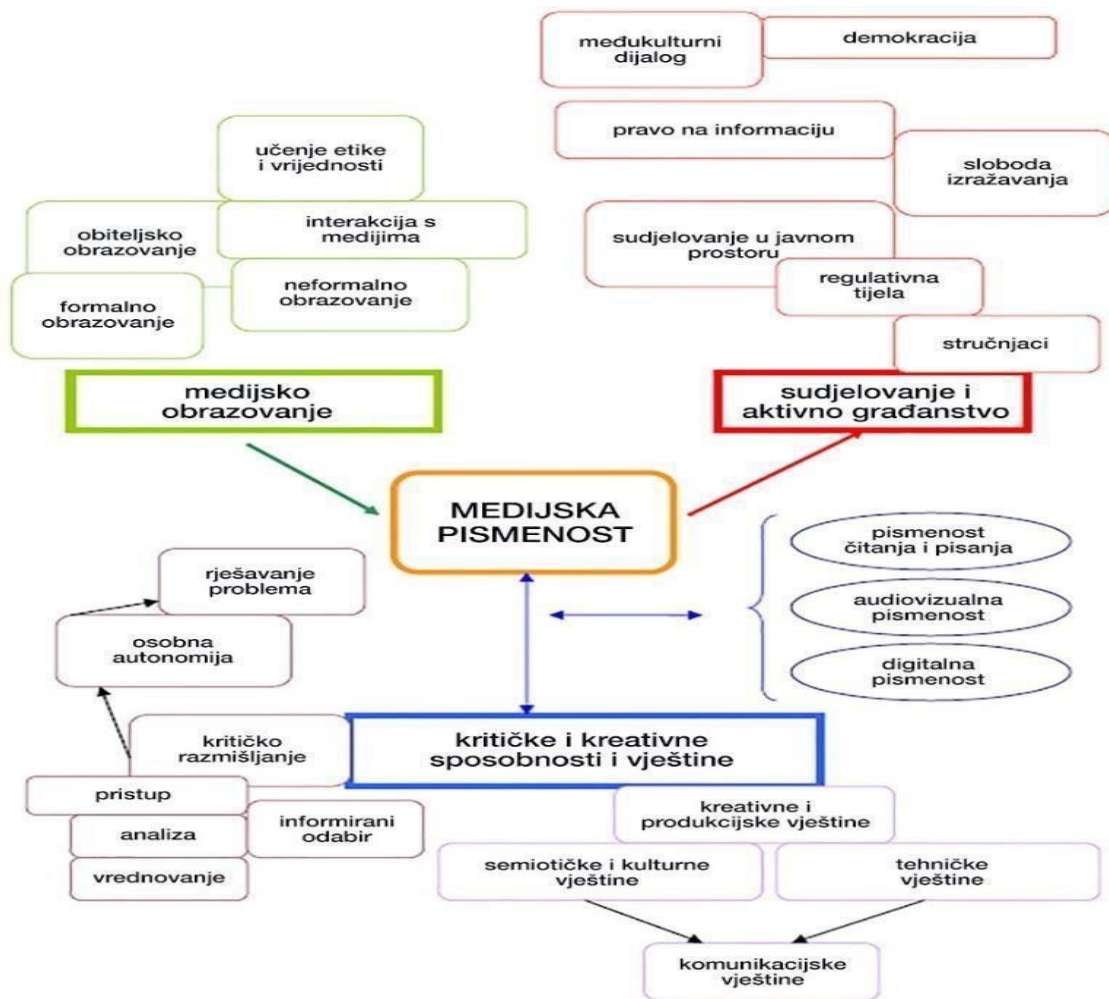 međukulturni
dijalog
demokracija
pravo na informaciju
sloboda
izražavanja
sudjelovanje u javnom
prostoru
regulativna
tijela
stručnjaci
učenje etike
i vrijednosti
interakcija s
medijima
obiteljsko
obrazovanje
neformalno
obrazovanje
formalno
obrazovanje
medijsko
obrazovanje
sudjelovanje i
aktivno građanstvo
MEDIJSKA
PISMENOST
pismenost
čitanja i pisanja
audiovizualna
pismenost
digitalna
pismenost
rješavanje
problema
osobna
autonomija
kritičko
razmišljanje
kritičke i kreativne
sposobnosti i vještine
pristup
analiza
informirani
odabir
vrednovanje
kreativne i
produkcijske vještine
semiotičke i kulturne
vještine
tehničke
vještine
komunikacijske
vještine